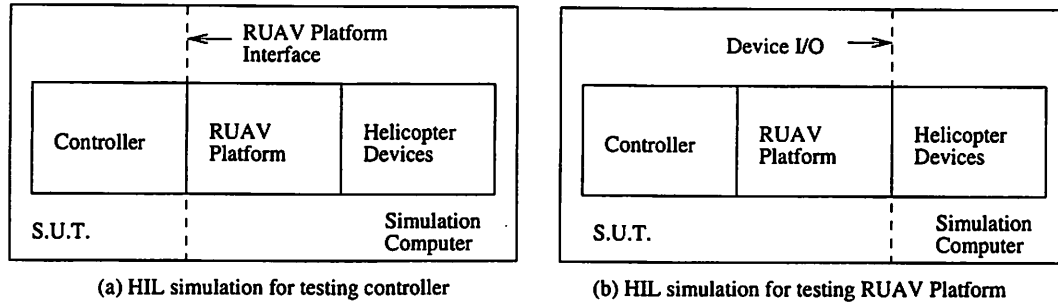 RUAV Platform
Interface
Controller
RUAV
Platform
Helicopter
Devices
S.U.T.
Simulation
Computer
(a) HIL simulation for testing controller
Device I/O
Controller
RUAV
Platform
Helicopter
Devices
S.U.T.
Simulation
Computer
(b) HIL simulation for testing RUAV Platform